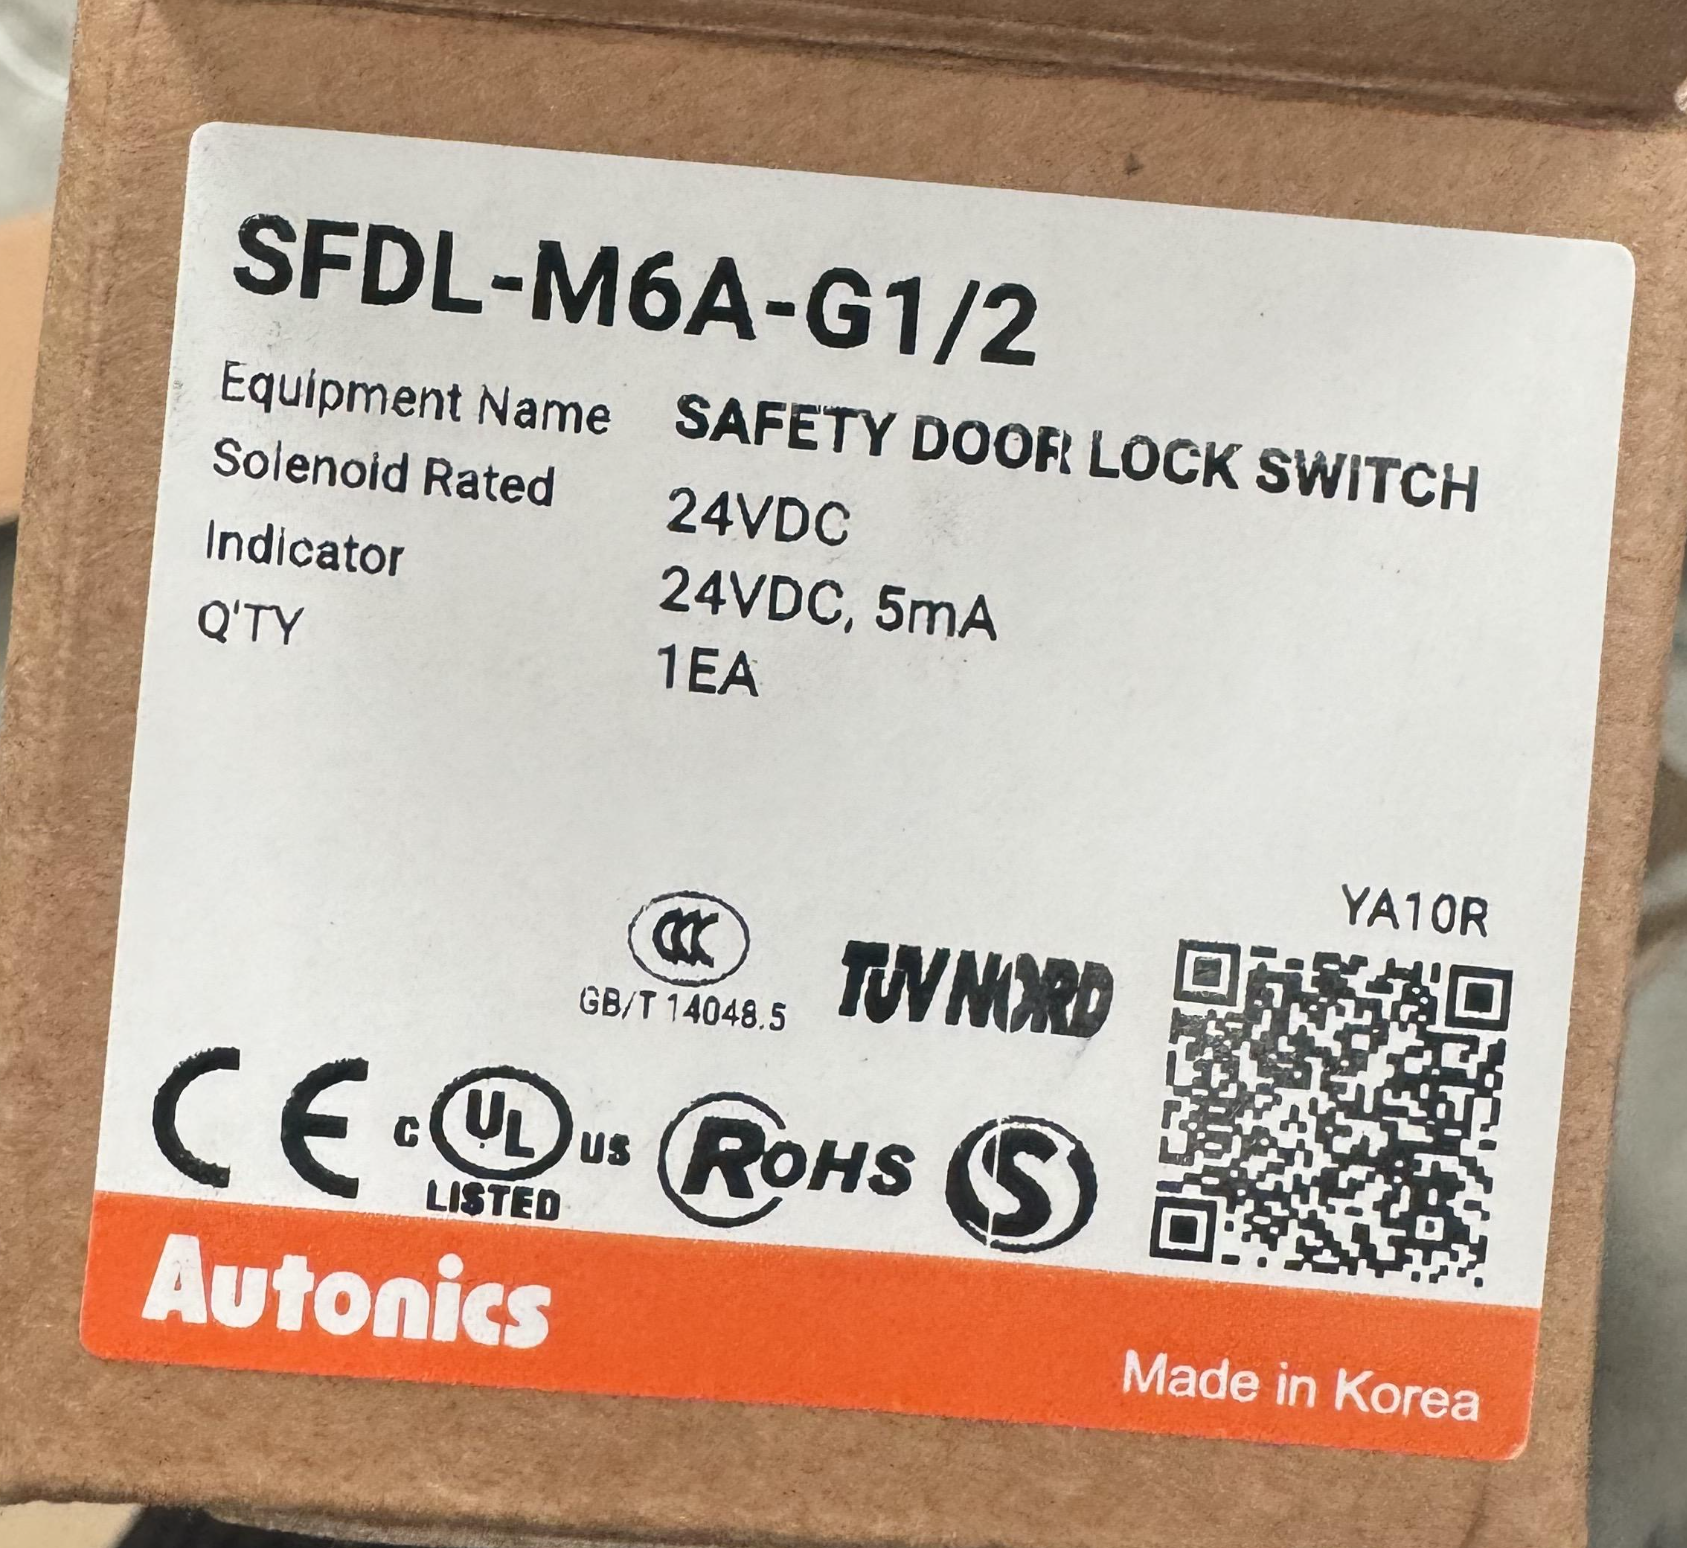 SFDL-M6A-G1/2
Equipment Name SAFETY DOOR LOCK SWITCH
Solenoid Rated 24VDC
Indicator 24VDC, 5mA
Q'TY 1EA
YA10R
CCC
GB/T 14048.5
TUV NORD
CE
C UL US
LISTED
ROHS
S
Autonics
Made in Korea